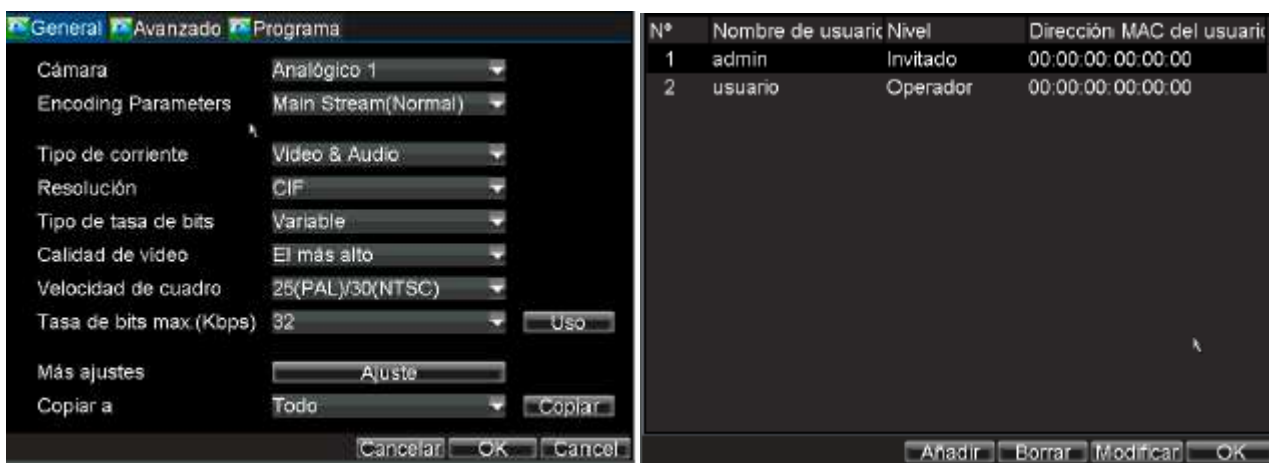 General Avanzado Programa
Cámara Analógico 1
Encoding Parameters Main Stream(Normal)
Tipo de corriente Video & Audio
Resolución CIF
Tipo de tasa de bits Variable
Calidad de video El más alto
Velocidad de cuadro 25(PAL)/30(NTSC)
Tasa de bits max.(Kbps) 32 Uso
Más ajustes Ajuste
Copiar a Todo Copiar
Cancelar OK Cancel
Nº Nombre de usuario Nivel Dirección MAC del usuario
1 admin Invitado 00:00:00:00:00:00
2 usuario Operador 00:00:00:00:00:00
Añadir Borrar Modificar OK